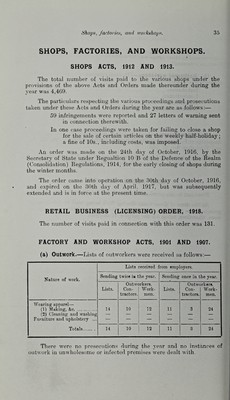 Shops, factories, and workshops. 35
SHOPS, FACTORIES, AND WORKSHOPS.
SHOPS ACTS, 1912 AND 1913.
The total number of visits paid to the various shops under the
provisions of the above Acts and Orders made thereunder during the
year was 4,469.
The particulars respecting the various proceedings and prosecutions
taken under those Acts and Orders during the year are as follows:—
59 infringements were reported and 27 letters of warning sent
in connection therewith.
In one case proceedings were taken for failing to close a shop
for the sale of certain articles on the weekly half-holiday;
a fine of 10s., including costs, was imposed.
An order was made on the 24th day of October, 1916, by the
Secretary of State under Regulation 10 B of the Defence of the Realm
(Consolidation) Regulations, 1914, for the early closing of shops during
the winter months.
The order came into operation on the 30th day of October, 1916,
and expired on the 30th day of April, 1917, but was subsequently
extended and is in force at the present time.
RETAIL BUSINESS (LICENSING) ORDER, 1918.
The number of visits paid in connection with this order was 131.
FACTORY AND WORKSHOP ACTS, 1901 AND 1907.
(a) Outwork.—Lists of outworkers were received as follows:—
Nature of work.
Lists received from employers.
Sending twice in the year. Sending once in the year.
Lists. Outworkers. Lists. Outworkers.
Contractors. Workmen. Contractors. Workmen.
Wearing apparel—
(1) Making, &c. 14 10 12 11 3 24
(2) Cleaning and washing — — — — — —
Furniture and upholstery — — — — — —
Totals 14 10 12 11 3 24
There were no prosecutions during the year and no instances of
outwork in unwholesome or infected premises were dealt with.